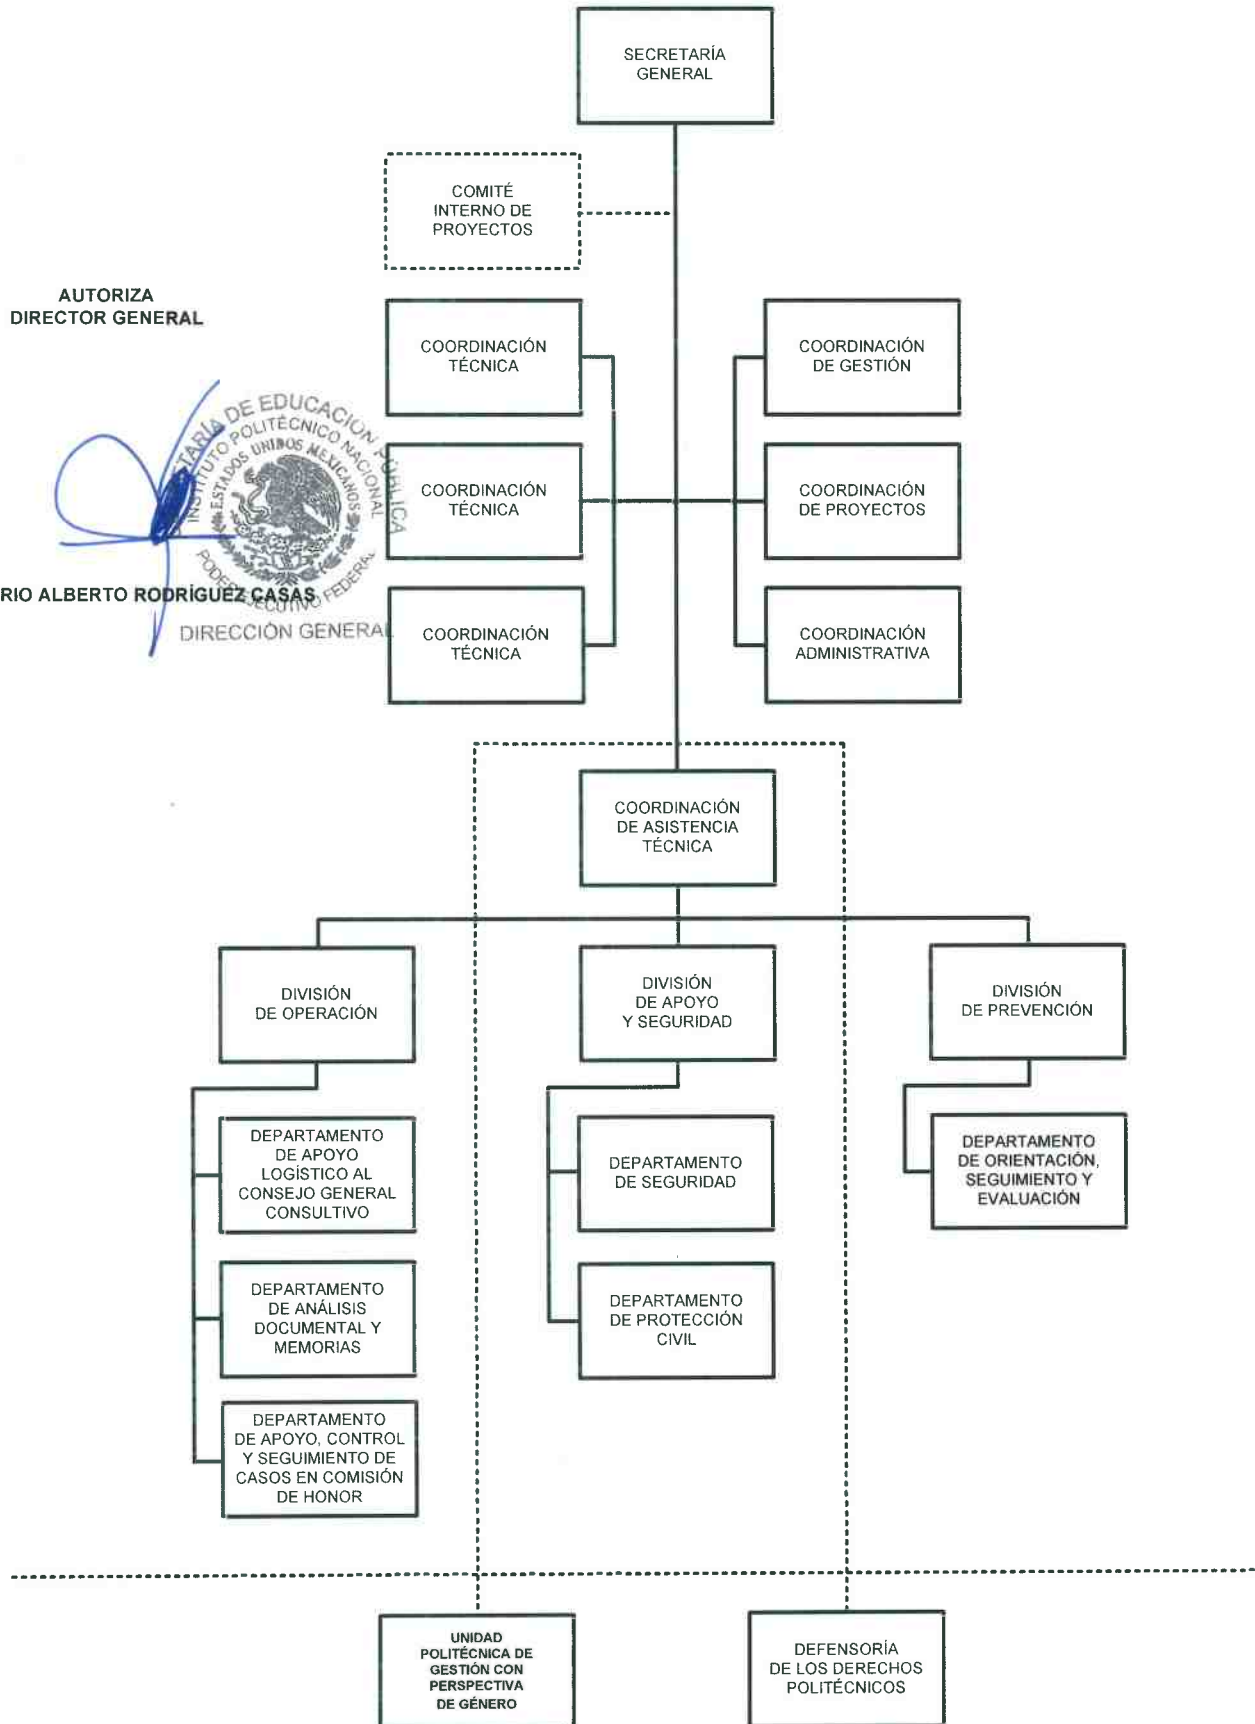 SECRETARÍA
GENERAL
COMITÉ
INTERNO DE
PROYECTOS
AUTORIZA
DIRECTOR GENERAL
COORDINACIÓN
TÉCNICA
COORDINACIÓN
DE GESTIÓN
SECRETARÍA DE EDUCACIÓN PÚBLICA
INSTITUTO POLITÉCNICO NACIONAL
ESTADOS UNIDOS MEXICANOS
COORDINACIÓN
TÉCNICA
COORDINACIÓN
DE PROYECTOS
PODER EJECUTIVO FEDERAL
RIO ALBERTO RODRÍGUEZ CASAS
DIRECCIÓN GENERAL
COORDINACIÓN
TÉCNICA
COORDINACIÓN
ADMINISTRATIVA
COORDINACIÓN
DE ASISTENCIA
TÉCNICA
DIVISIÓN
DE OPERACIÓN
DIVISIÓN
DE APOYO
Y SEGURIDAD
DIVISIÓN
DE PREVENCIÓN
DEPARTAMENTO
DE APOYO
LOGÍSTICO AL
CONSEJO GENERAL
CONSULTIVO
DEPARTAMENTO
DE SEGURIDAD
DEPARTAMENTO
DE ORIENTACIÓN,
SEGUIMIENTO Y
EVALUACIÓN
DEPARTAMENTO
DE ANÁLISIS
DOCUMENTAL Y
MEMORIAS
DEPARTAMENTO
DE PROTECCIÓN
CIVIL
DEPARTAMENTO
DE APOYO, CONTROL
Y SEGUIMIENTO DE
CASOS EN COMISIÓN
DE HONOR
UNIDAD
POLITÉCNICA DE
GESTIÓN CON
PERSPECTIVA
DE GÉNERO
DEFENSORÍA
DE LOS DERECHOS
POLITÉCNICOS